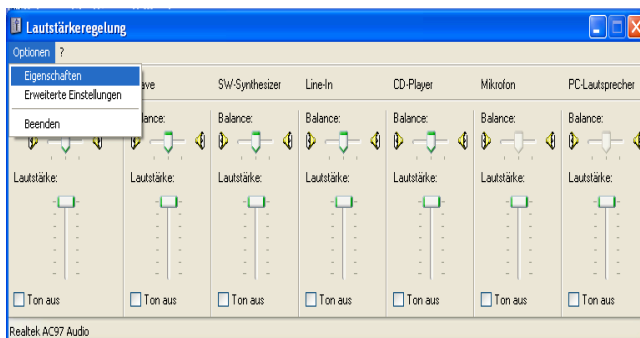 Lautstärkeregelung
Optionen ?
Eigenschaften
Erweiterte Einstellungen
Beenden
SW-Synthesizer Line-In CD-Player Mikrofon PC-Lautsprecher
Balance: Balance: Balance: Balance: Balance:
Lautstärke: Lautstärke: Lautstärke: Lautstärke: Lautstärke: Lautstärke: Lautstärke:
Ton aus Ton aus Ton aus Ton aus Ton aus Ton aus Ton aus
Realtek AC97 Audio